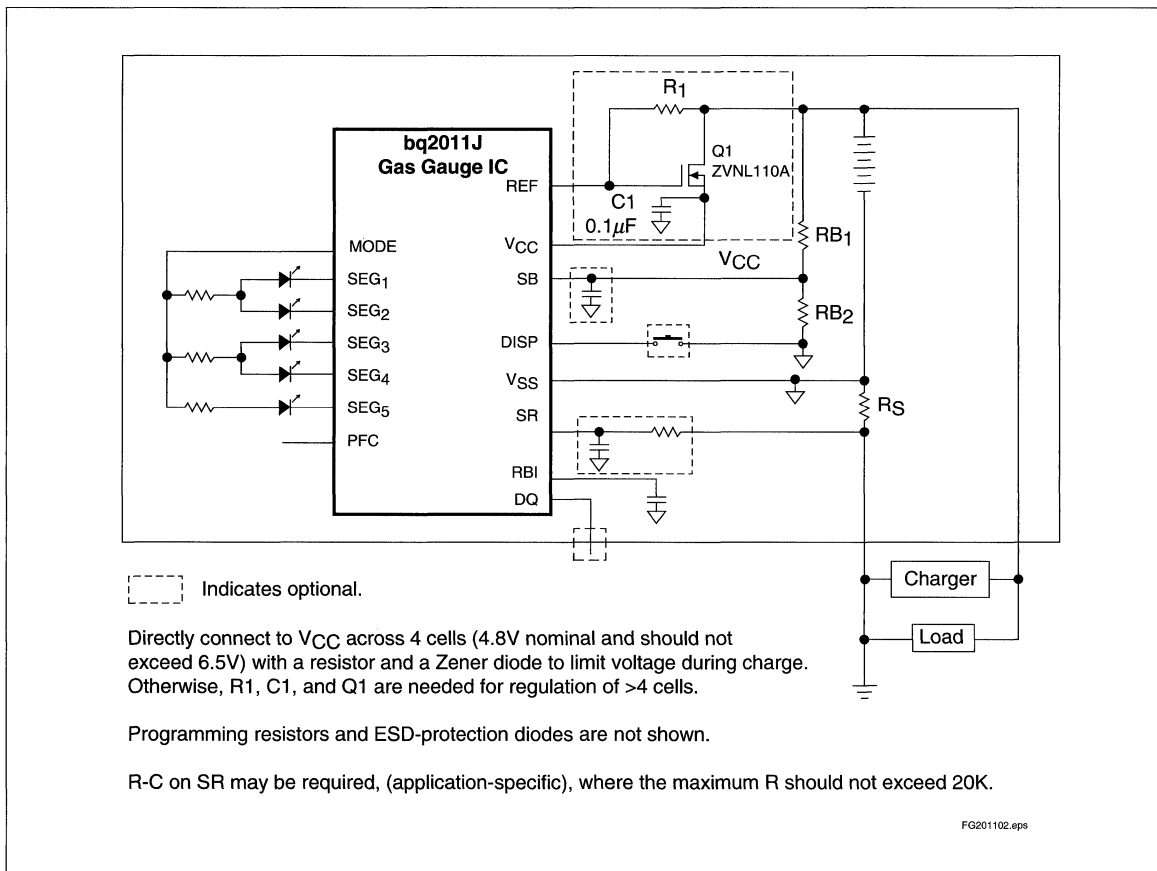 bq2011J
Gas Gauge IC
R1
Q1
ZVNL110A
REF
C1
0.1μF
VCC
MODE
VCC
SEG1
SB
RB1
SEG2
RB2
SEG3
DISP
SEG4
VSS
SEG5
SR
RS
PFC
RBI
DQ
Charger
Load
Indicates optional.
Directly connect to VCC across 4 cells (4.8V nominal and should not
exceed 6.5V) with a resistor and a Zener diode to limit voltage during charge.
Otherwise, R1, C1, and Q1 are needed for regulation of >4 cells.
Programming resistors and ESD-protection diodes are not shown.
R-C on SR may be required, (application-specific), where the maximum R should not exceed 20K.
FG201102.eps